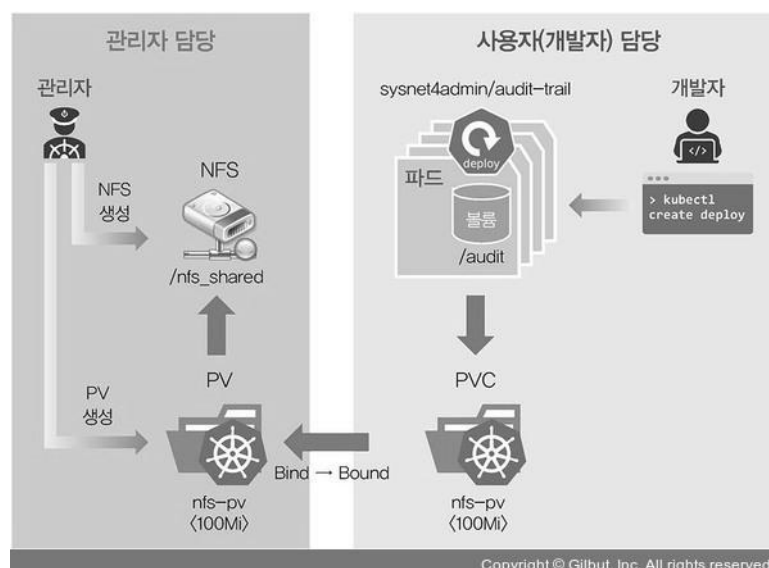 관리자 담당
관리자
NFS
생성
NFS
/nfs_shared
PV
생성
PV
nfs-pv
〈100Mi〉
Bind → Bound
사용자(개발자) 담당
sysnet4admin/audit-trail
개발자
deploy
파드
볼륨
/audit
</>
> kubectl
create deploy
PVC
nfs-pv
〈100Mi〉
Copyright © Gilbut, Inc. All rights reserved